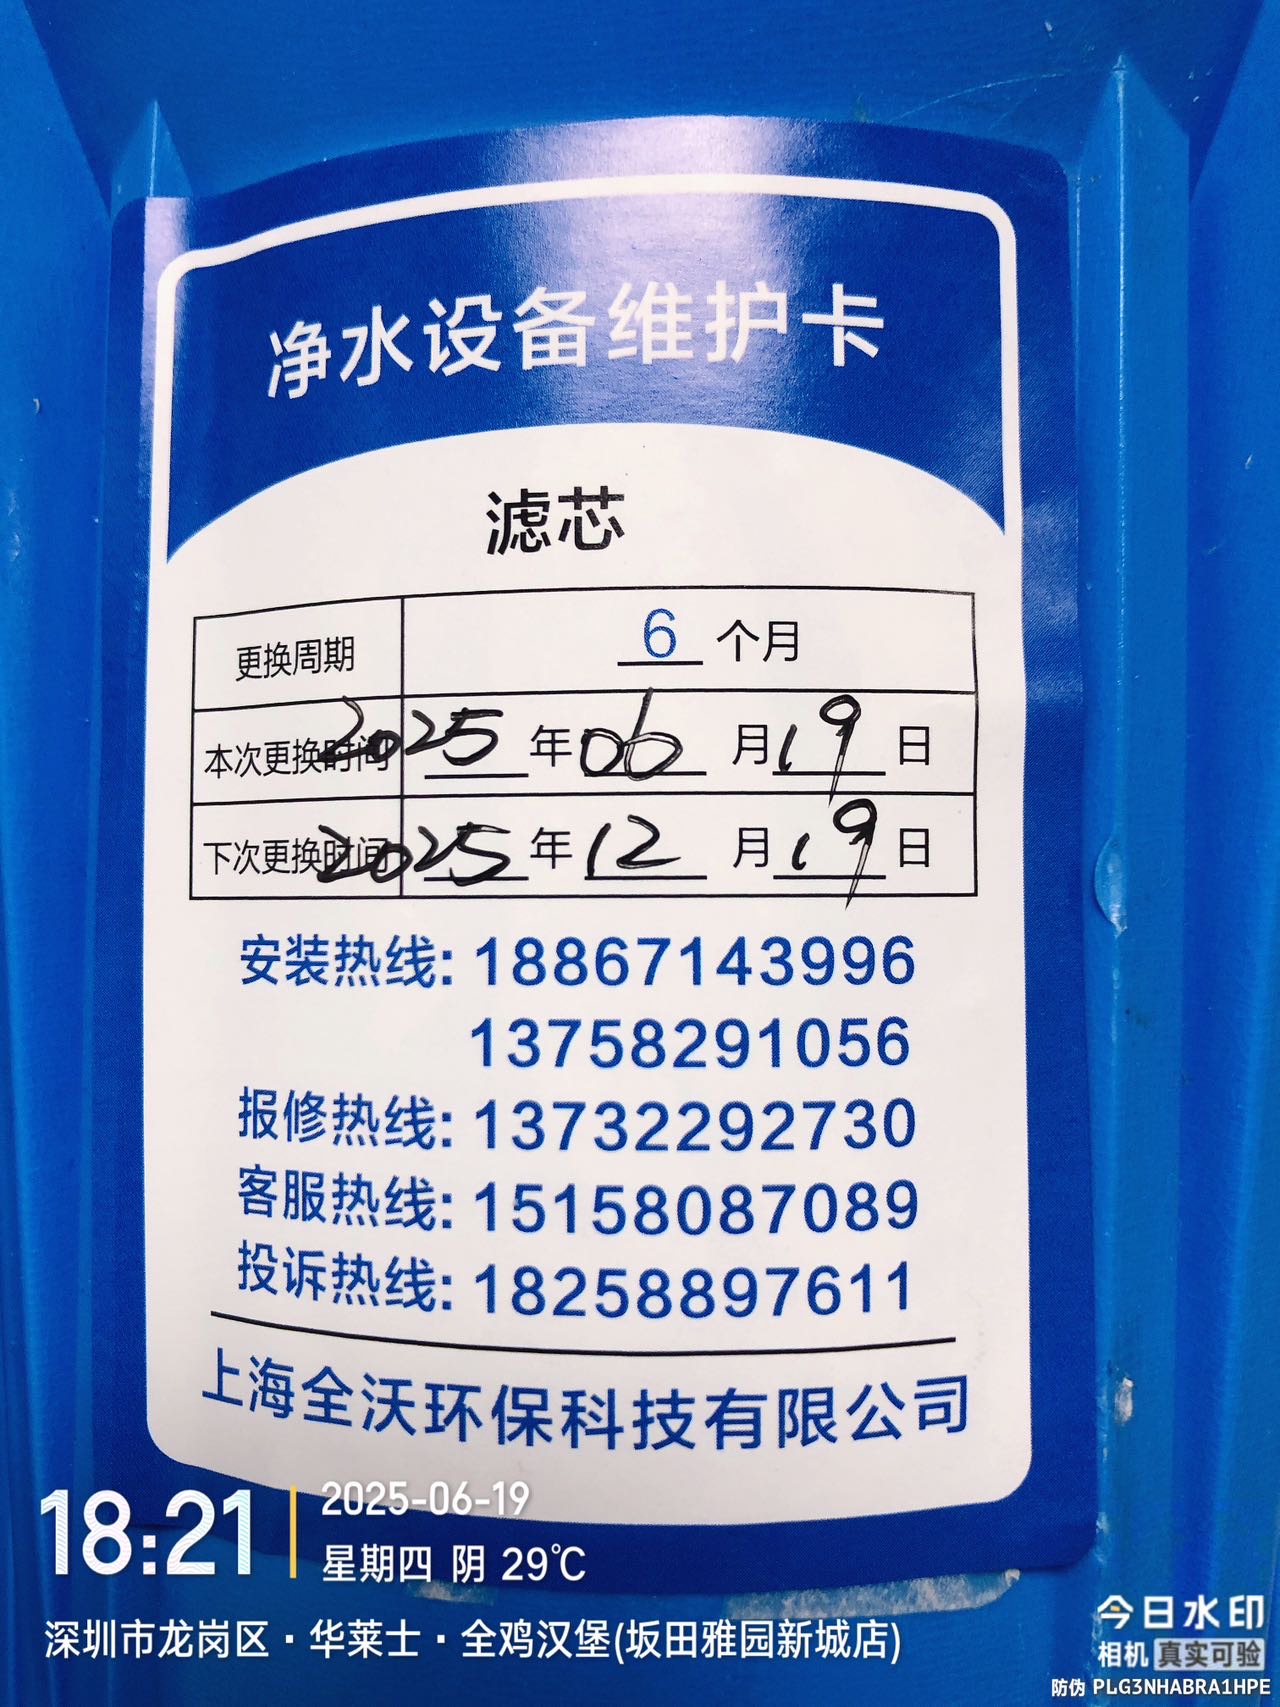 净水设备维护卡
滤芯
更换周期 6 个月
本次更换时间 2025 年 06 月 19 日
下次更换时间 2025 年 12 月 19 日
安装热线: 18867143996
13758291056
报修热线: 13732292730
客服热线: 15158087089
投诉热线: 18258897611
上海全沃环保科技有限公司
18:21
2025-06-19
星期四 阴 29℃
深圳市龙岗区·华莱士·全鸡汉堡(坂田雅园新城店)
今日水印
相机 真实可验
防伪 PLG3NHABRA1HPE